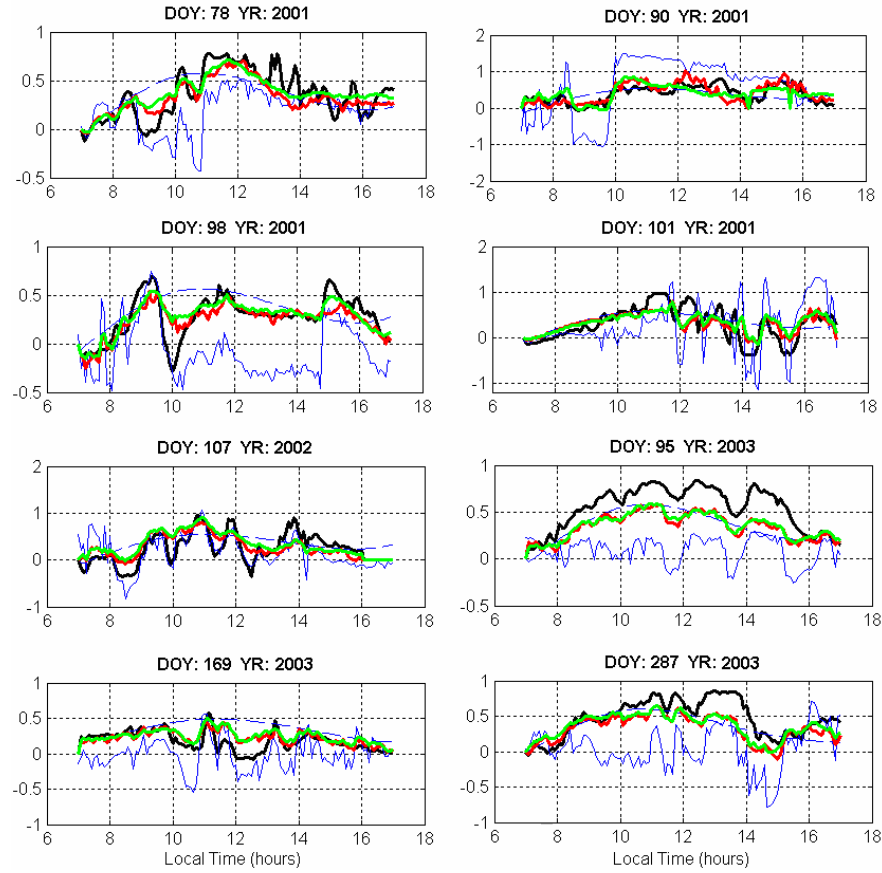 DOY: 78 YR: 2001
1
0.5
0
-0.5
6 8 10 12 14 16 18
DOY: 90 YR: 2001
2
1
0
-1
-2
6 8 10 12 14 16 18
DOY: 98 YR: 2001
1
0.5
0
-0.5
6 8 10 12 14 16 18
DOY: 101 YR: 2001
2
1
0
-1
6 8 10 12 14 16 18
DOY: 107 YR: 2002
2
1
0
-1
6 8 10 12 14 16 18
DOY: 95 YR: 2003
1
0.5
0
-0.5
6 8 10 12 14 16 18
DOY: 169 YR: 2003
1
0.5
0
-0.5
-1
6 8 10 12 14 16 18
Local Time (hours)
DOY: 287 YR: 2003
1
0.5
0
-0.5
-1
6 8 10 12 14 16 18
Local Time (hours)